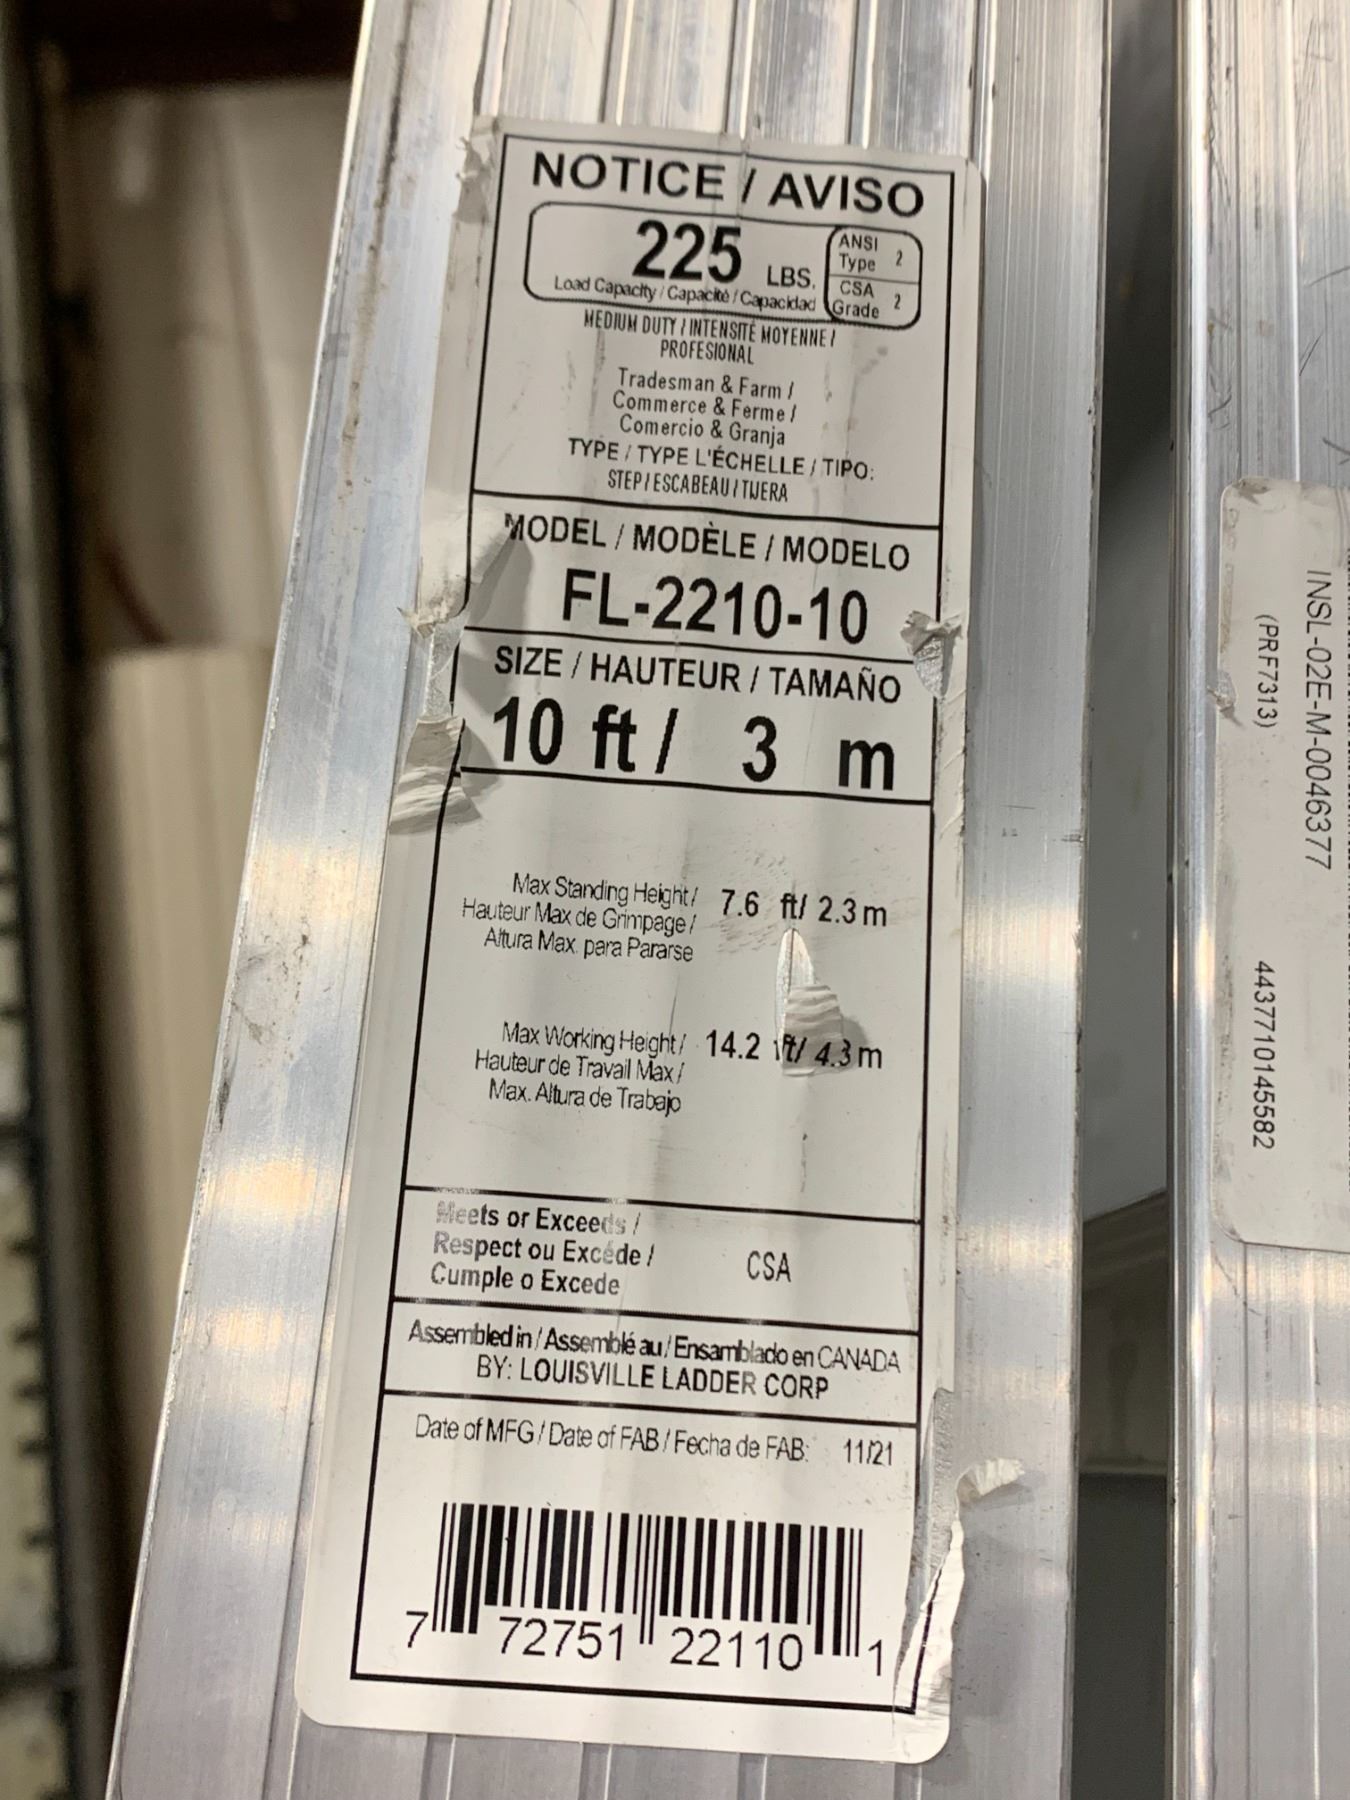 NOTICE / AVISO
225 LBS.
Load Capacity / Capacité / Capacidad
ANSI Type 2
CSA Grade 2
MEDIUM DUTY / INTENSITÉ MOYENNE /
PROFESIONAL
Tradesman & Farm /
Commerce & Ferme /
Comercio & Granja
TYPE / TYPE L'ÉCHELLE / TIPO:
STEP / ESCABEAU / TIJERA
MODEL / MODÈLE / MODELO
FL-2210-10
SIZE / HAUTEUR / TAMAÑO
10 ft / 3 m
Max Standing Height / 7.6 ft/ 2.3 m
Hauteur Max de Grimpage /
Altura Max. para Pararse
Max Working Height / 14.2 ft/ 4.3 m
Hauteur de Travail Max /
Max. Altura de Trabajo
Meets or Exceeds /
Respect ou Excéde / CSA
Cumple o Excede
Assembled in / Assemblé au / Ensamblado en CANADA
BY: LOUISVILLE LADDER CORP
Date of MFG / Date of FAB / Fecha de FAB: 11/21
7 72751 22110 1
INSL-02E-M-0046377
(PRF7313) 4437710145582